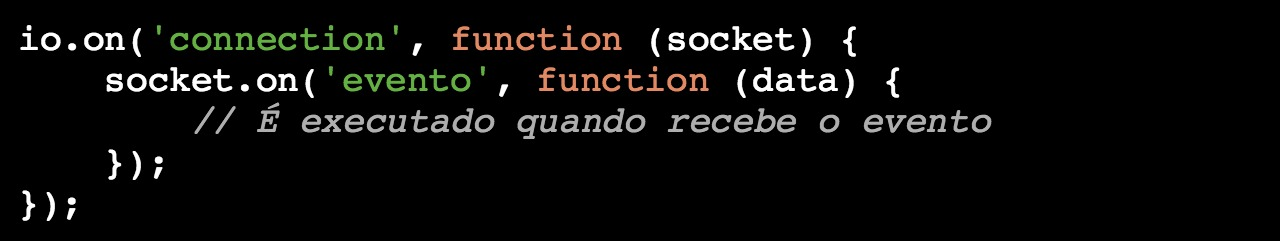 io.on('connection', function (socket) {
    socket.on('evento', function (data) {
        // É executado quando recebe o evento
    });
});